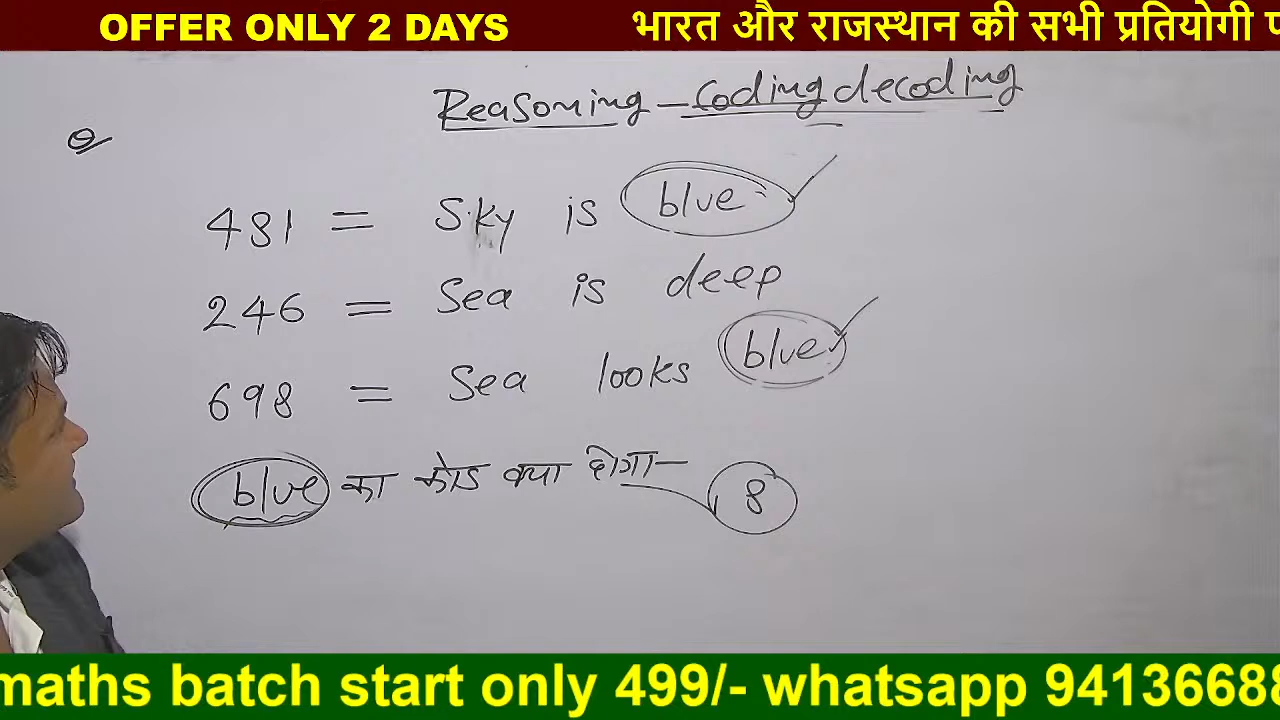 OFFER ONLY 2 DAYS भारत और राजस्थान की सभी प्रतियोगी प
Reasoning - Coding decoding
Q
481 = Sky is blue
246 = Sea is deep
698 = Sea looks blue
blue का कोड क्या होगा- 8
maths batch start only 499/- whatsapp 94136688